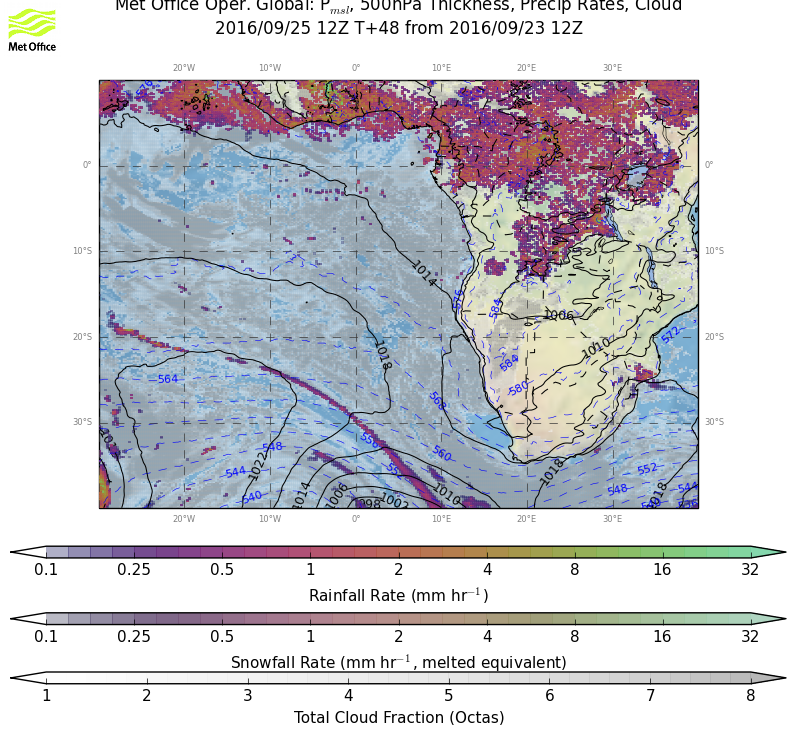 Met Office Oper. Global: Pmsl, 500hPa Thickness, Precip Rates, Cloud
2016/09/25 12Z T+48 from 2016/09/23 12Z
Met Office
20°W 10°W 0° 10°E 20°E 30°E
576
0° 0°
10°S 10°S
1014
576 584
1006
20°S 20°S
572
1018 1010
584
564 580
568
30°S 30°S
556
548 560
1022 544 552 1018 552
540 1014 1006 1010 548 544
998 1002 1018 536
20°W 10°W 0° 10°E 20°E 30°E
0.1 0.25 0.5 1 2 4 8 16 32
Rainfall Rate (mm hr⁻¹)
0.1 0.25 0.5 1 2 4 8 16 32
Snowfall Rate (mm hr⁻¹, melted equivalent)
1 2 3 4 5 6 7 8
Total Cloud Fraction (Octas)